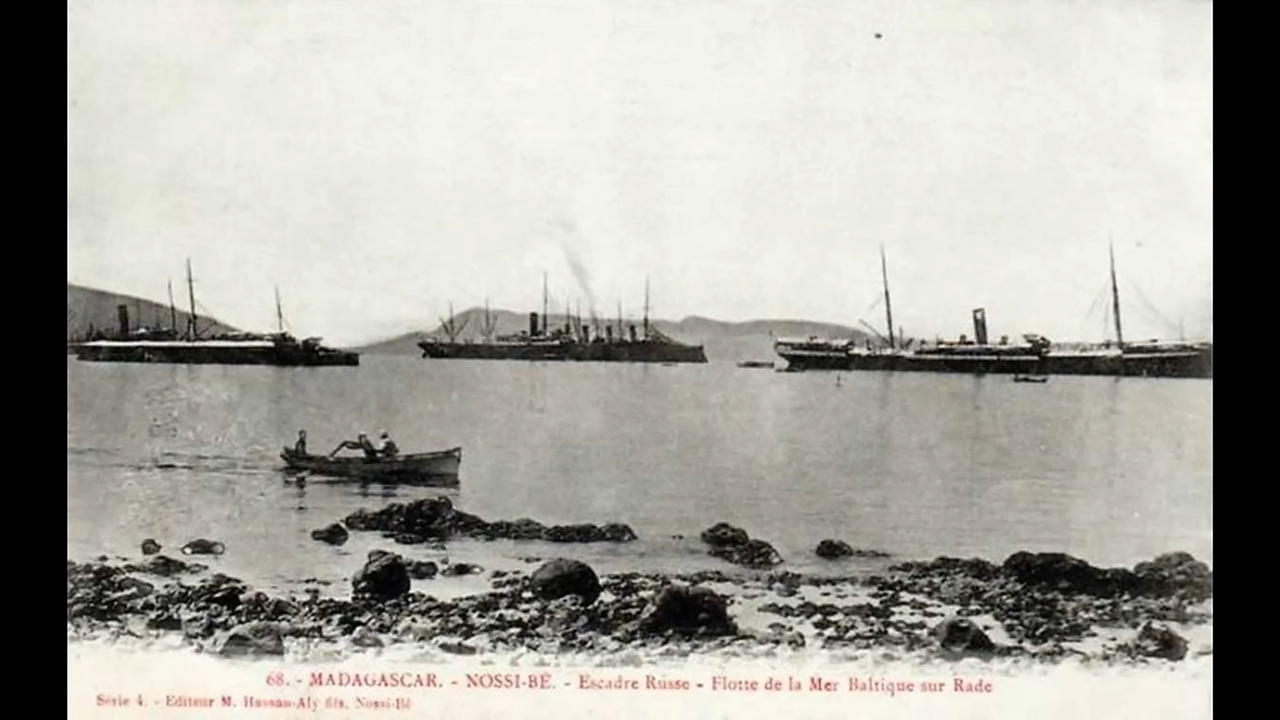 68. - MADAGASCAR. - NOSSI-BÉ. - Escadre Russe - Flotte de la Mer Baltique sur Rade
Série 4. - Editeur M. Hassan-Aly fils, Nossi-Bé